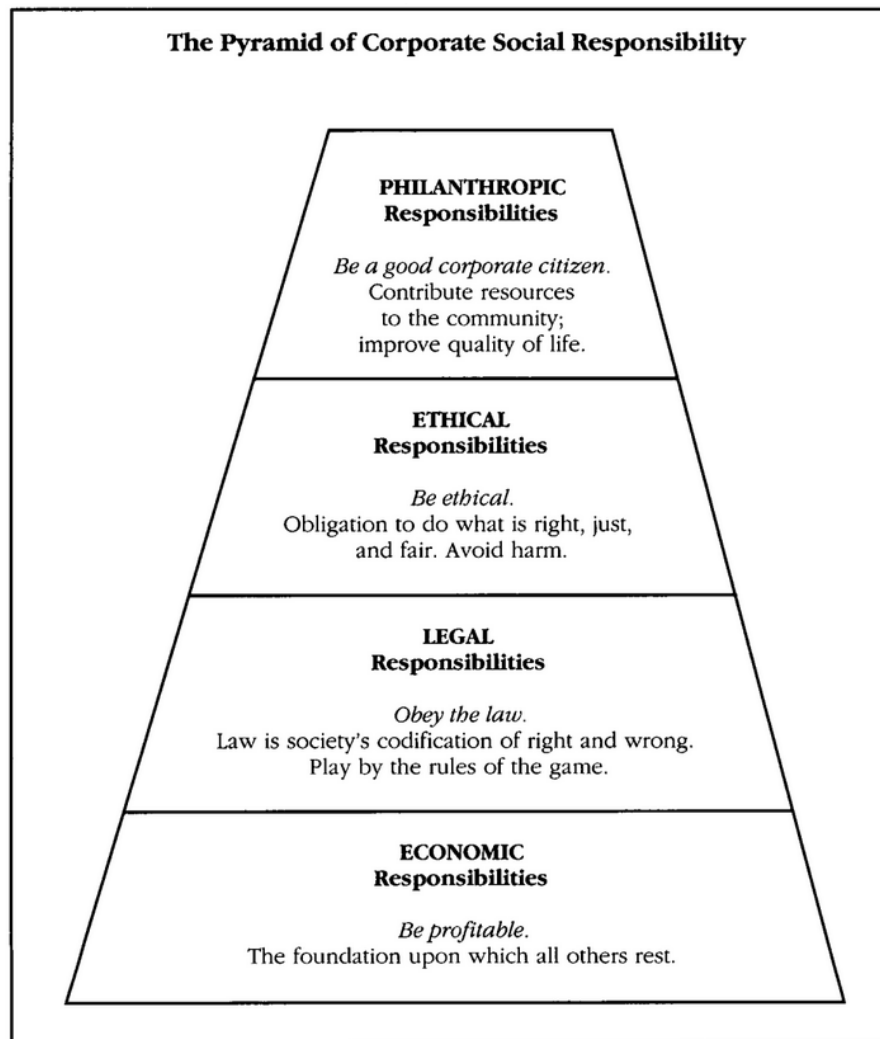 The Pyramid of Corporate Social Responsibility
PHILANTHROPIC
Responsibilities
Be a good corporate citizen.
Contribute resources
to the community;
improve quality of life.
ETHICAL
Responsibilities
Be ethical.
Obligation to do what is right, just,
and fair. Avoid harm.
LEGAL
Responsibilities
Obey the law.
Law is society's codification of right and wrong.
Play by the rules of the game.
ECONOMIC
Responsibilities
Be profitable.
The foundation upon which all others rest.